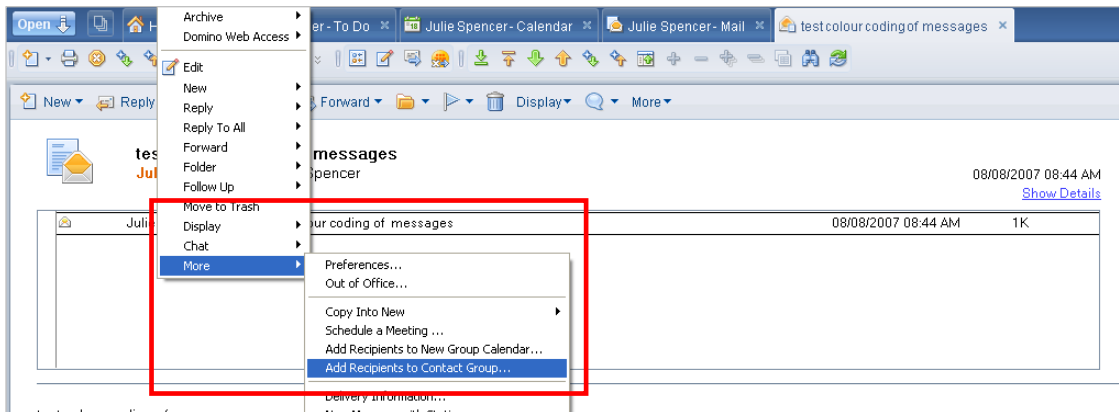 Open H er - To Do Julie Spencer - Calendar Julie Spencer - Mail test colour coding of messages
Archive
Domino Web Access
Edit
New
Reply
Reply To All
Forward
Folder
Follow Up
Move to Trash
Display
Chat
More
New Reply Forward Display More
tes messages
Jul Spencer
08/08/2007 08:44 AM
Show Details
Julie our coding of messages 08/08/2007 08:44 AM 1K
Preferences...
Out of Office...
Copy Into New
Schedule a Meeting ...
Add Recipients to New Group Calendar...
Add Recipients to Contact Group...
Delivery Information...